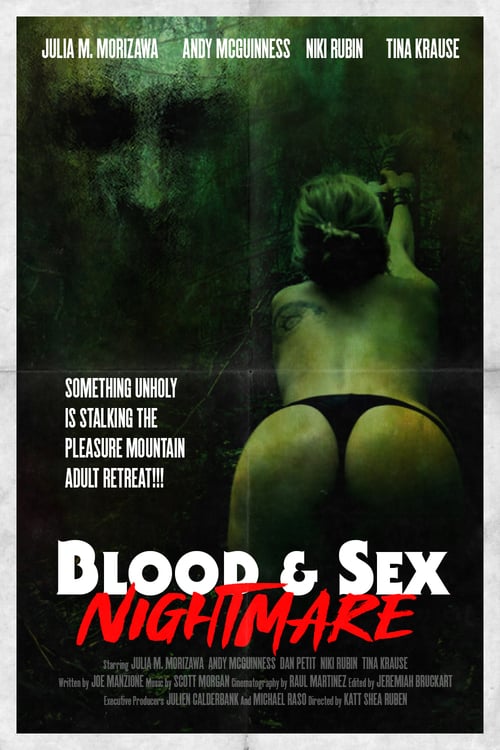 JULIA M. MORIZAWA ANDY MCGUINNESS NIKI RUBIN TINA KRAUSE
SOMETHING UNHOLY
IS STALKING THE
PLEASURE MOUNTAIN
ADULT RETREAT!!!
BLOOD & SEX
NIGHTMARE
Starring JULIA M. MORIZAWA ANDY MCGUINNESS DAN PETIT NIKI RUBIN TINA KRAUSE
Written by JOE MANZIONE Music by SCOTT MORGAN Cinematography by RAUL MARTINEZ Edited by JEREMIAH BRUCKART
Executive Producers JULIEN CALDERBANK And MICHAEL RASO Directed by KATT SHEA RUBEN